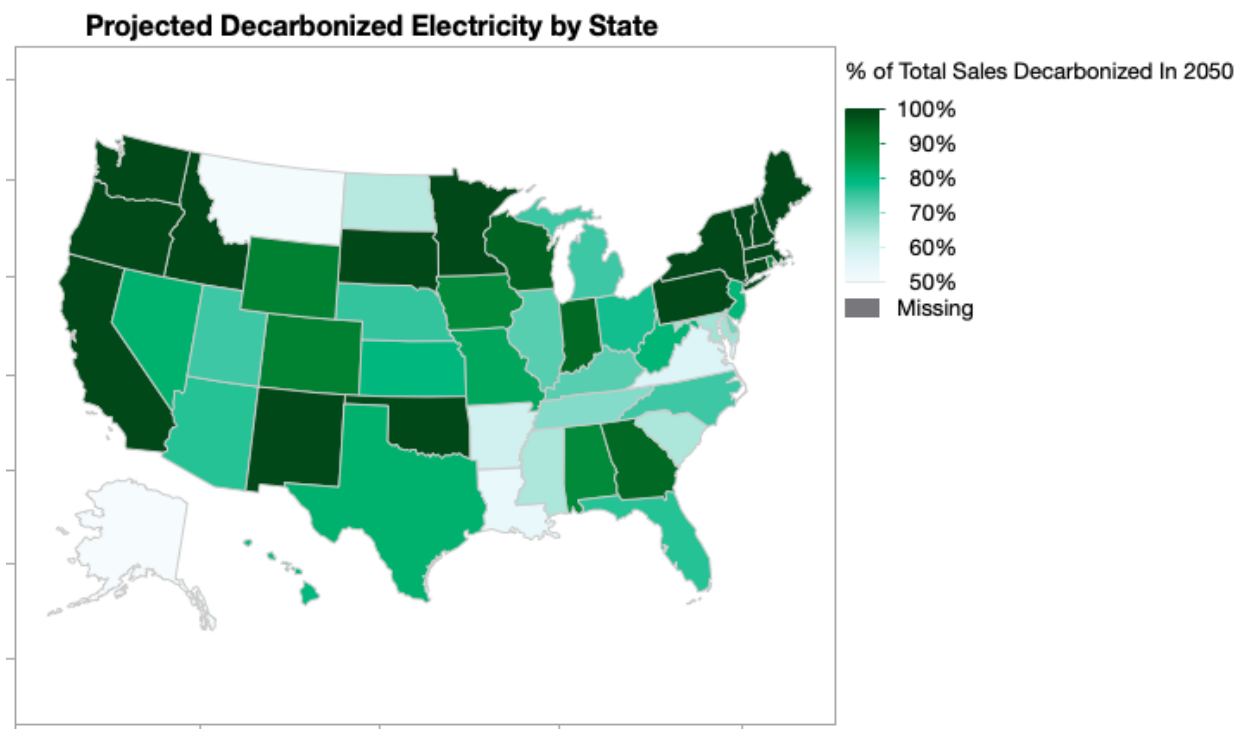 Projected Decarbonized Electricity by State
% of Total Sales Decarbonized In 2050
100%
90%
80%
70%
60%
50%
Missing